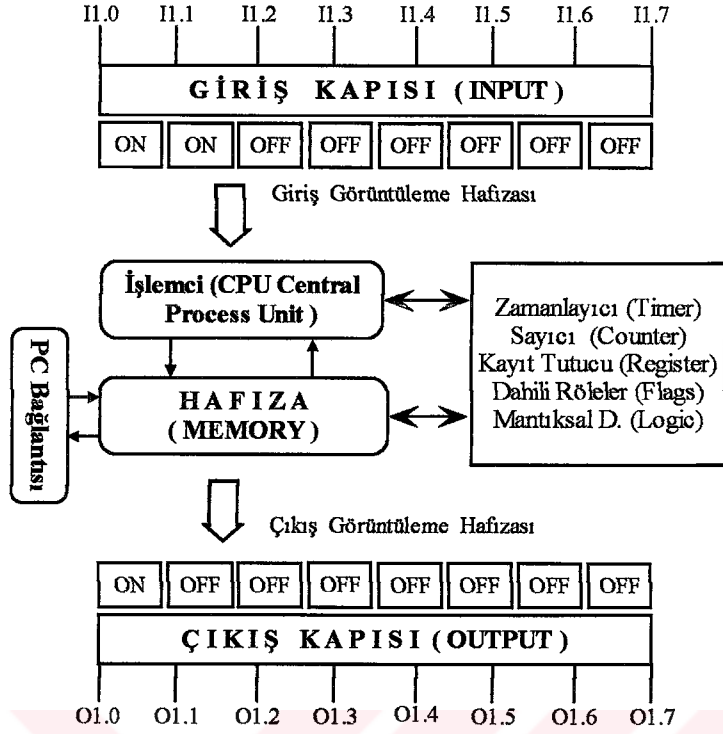 I1.0 I1.1 I1.2 I1.3 I1.4 I1.5 I1.6 I1.7
GİRİŞ KAPISI (INPUT)
ON ON OFF OFF OFF OFF OFF OFF
Giriş Görüntüleme Hafızası
İşlemci (CPU Central
Process Unit )
Zamanlayıcı (Timer)
Sayıcı (Counter)
Kayıt Tutucu (Register)
Dahili Röleler (Flags)
Mantıksal D. (Logic)
PC Bağlantısı
HAFIZA
(MEMORY)
Çıkış Görüntüleme Hafızası
ON OFF OFF OFF OFF OFF OFF OFF
ÇIKIŞ KAPISI (OUTPUT)
O1.0 O1.1 O1.2 O1.3 O1.4 O1.5 O1.6 O1.7